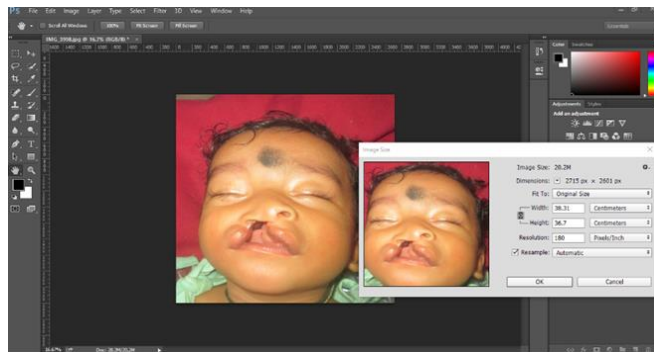 PS File Edit Image Layer Type Select Filter 3D View Window Help
Scroll All Windows 100% Fit Screen Fill Screen Essentials
Color Swatches
Adjustments Styles
Add an adjustment
Image Size
Image Size: 20.2M
Dimensions: 2715 px × 2601 px
Fit To: Original Size
Width: 38.31 Centimeters
Height: 36.7 Centimeters
Resolution: 180 Pixels/Inch
Resample: Automatic
OK Cancel